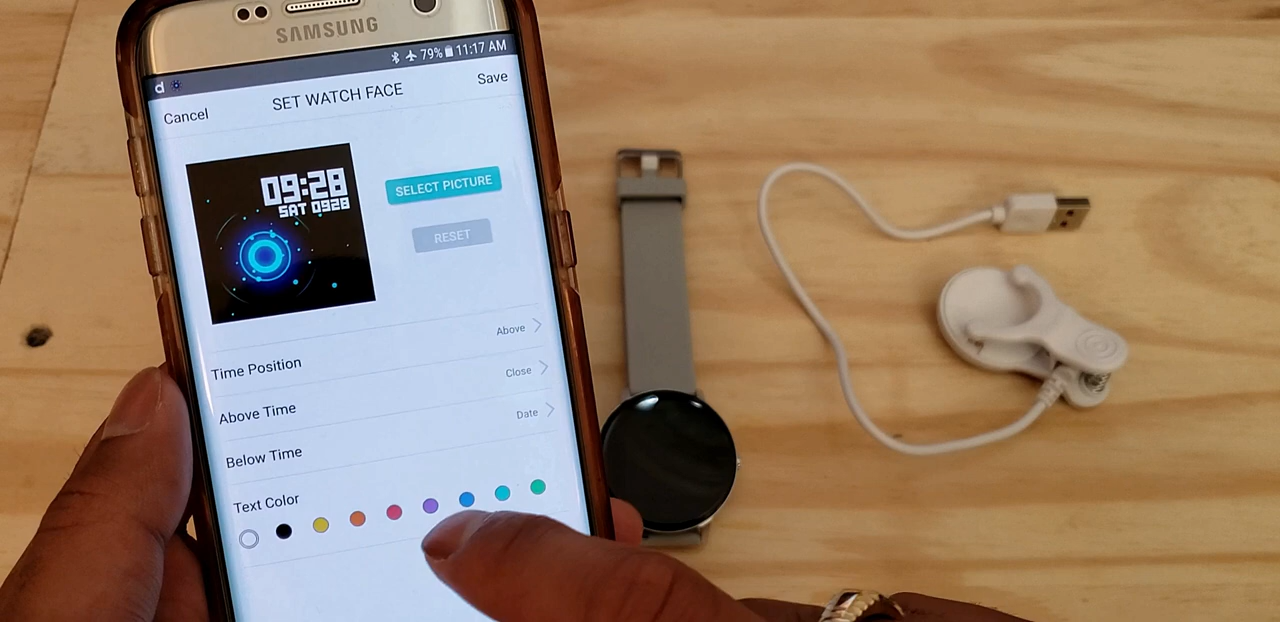 SAMSUNG
d 79% 11:17 AM
Cancel SET WATCH FACE Save
09:28
SAT 0928
SELECT PICTURE
RESET
Time Position Above
Above Time Close
Below Time Date
Text Color